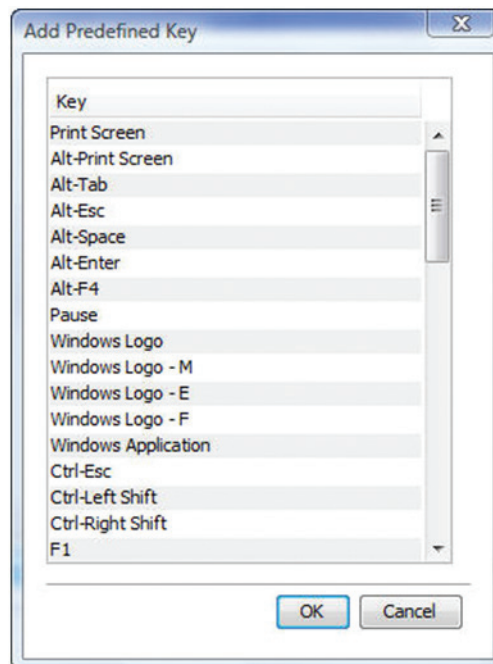 Add Predefined Key
Key
Print Screen
Alt-Print Screen
Alt-Tab
Alt-Esc
Alt-Space
Alt-Enter
Alt-F4
Pause
Windows Logo
Windows Logo - M
Windows Logo - E
Windows Logo - F
Windows Application
Ctrl-Esc
Ctrl-Left Shift
Ctrl-Right Shift
F1
OK Cancel